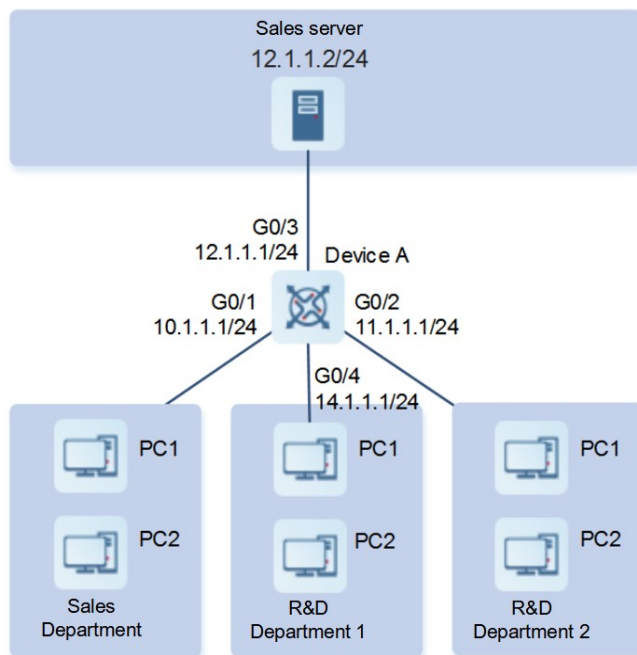 Sales server
12.1.1.2/24
G0/3
12.1.1.1/24
Device A
G0/1
10.1.1.1/24
G0/2
11.1.1.1/24
G0/4
14.1.1.1/24
PC1
PC1
PC1
PC2
PC2
PC2
Sales
Department
R&D
Department 1
R&D
Department 2